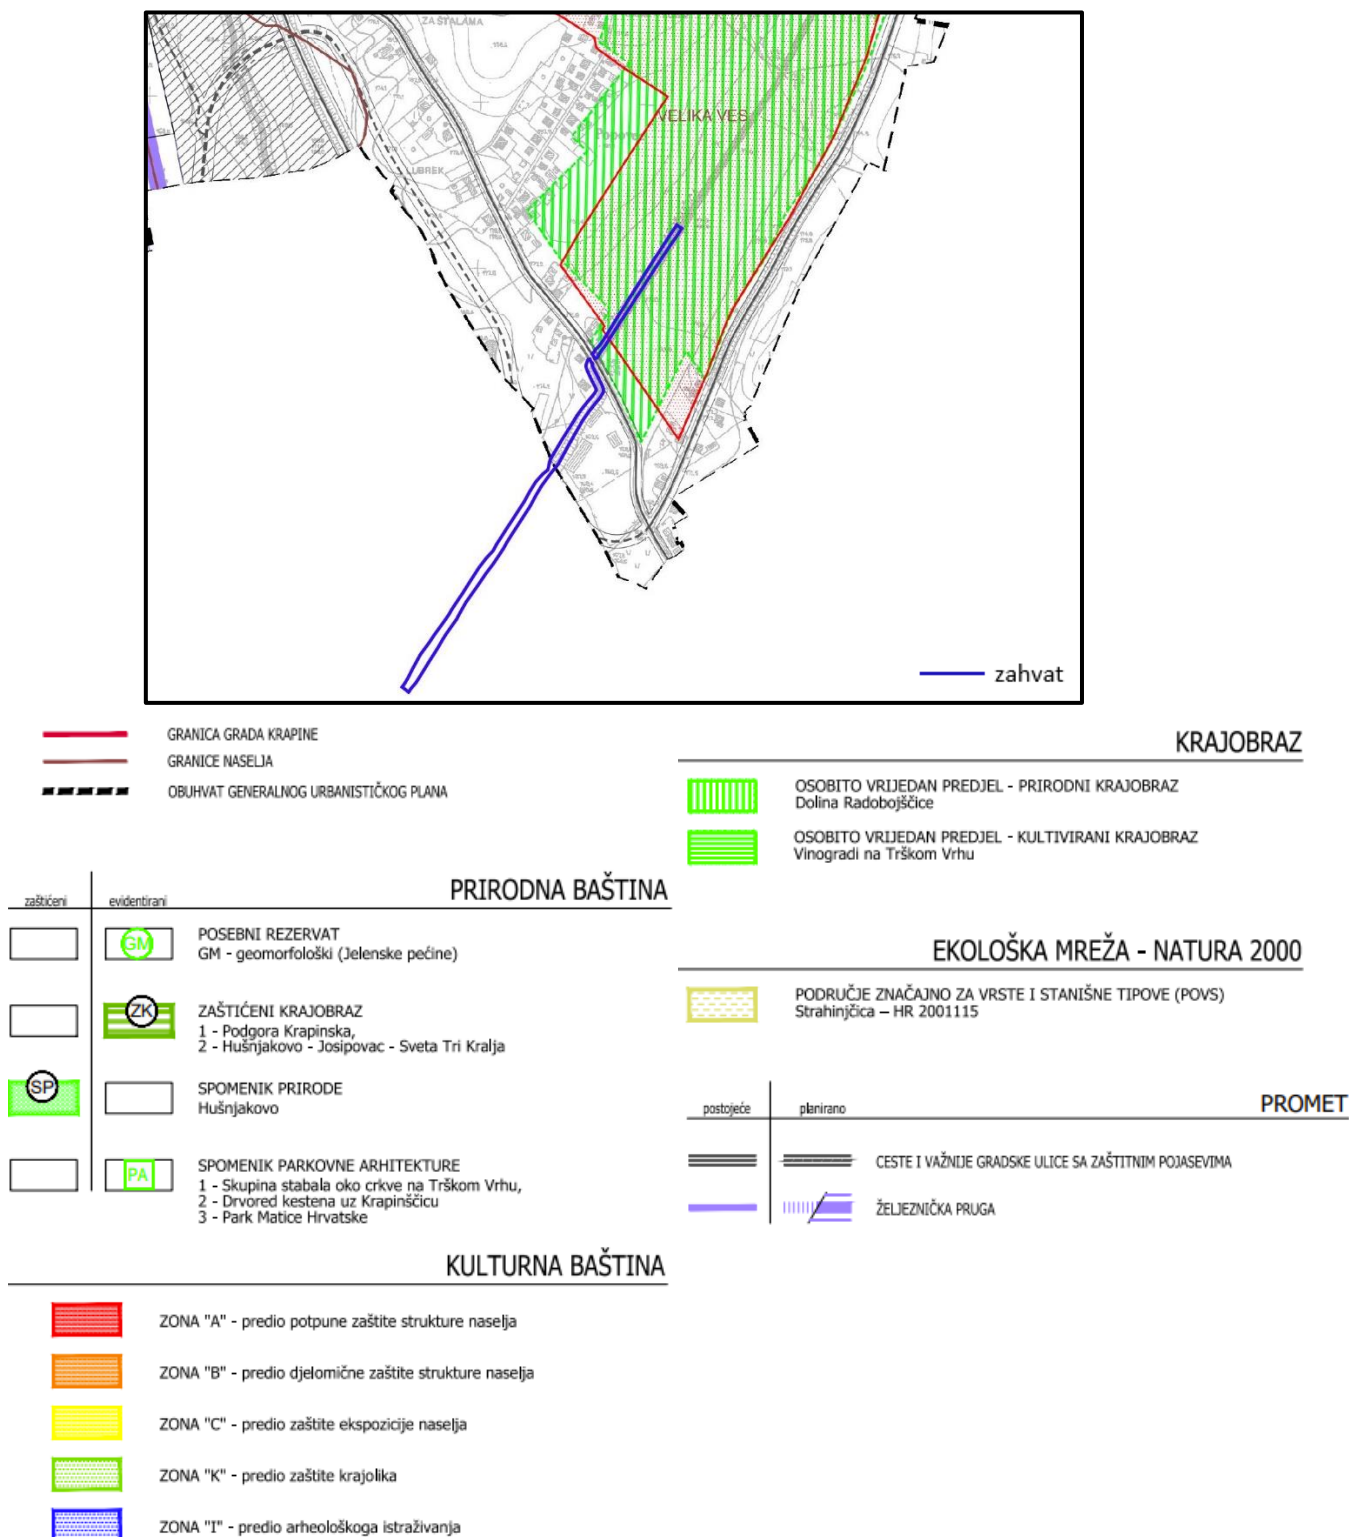 ZAŠTALAMA
VELIKA VES
LUBREK
zahvat
GRANICA GRADA KRAPINE
GRANICE NASELJA
OBUHVAT GENERALNOG URBANISTIČKOG PLANA
KRAJOBRAZ
OSOBITO VRIJEDAN PREDJEL - PRIRODNI KRAJOBRAZ
Dolina Radobojščice
OSOBITO VRIJEDAN PREDJEL - KULTIVIRANI KRAJOBRAZ
Vinogradi na Trškom Vrhu
PRIRODNA BAŠTINA
zaštićeni
evidentirani
GM
POSEBNI REZERVAT
GM - geomorfološki (Jelenske pećine)
ZK
ZAŠTIĆENI KRAJOBRAZ
1 - Podgora Krapinska,
2 - Hušnjakovo - Josipovac - Sveta Tri Kralja
SP
SPOMENIK PRIRODE
Hušnjakovo
PA
SPOMENIK PARKOVNE ARHITEKTURE
1 - Skupina stabala oko crkve na Trškom Vrhu,
2 - Drvored kestena uz Krapinščicu
3 - Park Matice Hrvatske
EKOLOŠKA MREŽA - NATURA 2000
PODRUČJE ZNAČAJNO ZA VRSTE I STANIŠNE TIPOVE (POVS)
Strahinjčica – HR 2001115
PROMET
postojeće
planirano
CESTE I VAŽNIJE GRADSKE ULICE SA ZAŠTITNIM POJASEVIMA
ŽELJEZNIČKA PRUGA
KULTURNA BAŠTINA
ZONA "A" - predio potpune zaštite strukture naselja
ZONA "B" - predio djelomične zaštite strukture naselja
ZONA "C" - predio zaštite ekspozicije naselja
ZONA "K" - predio zaštite krajolika
ZONA "I" - predio arheološkoga istraživanja